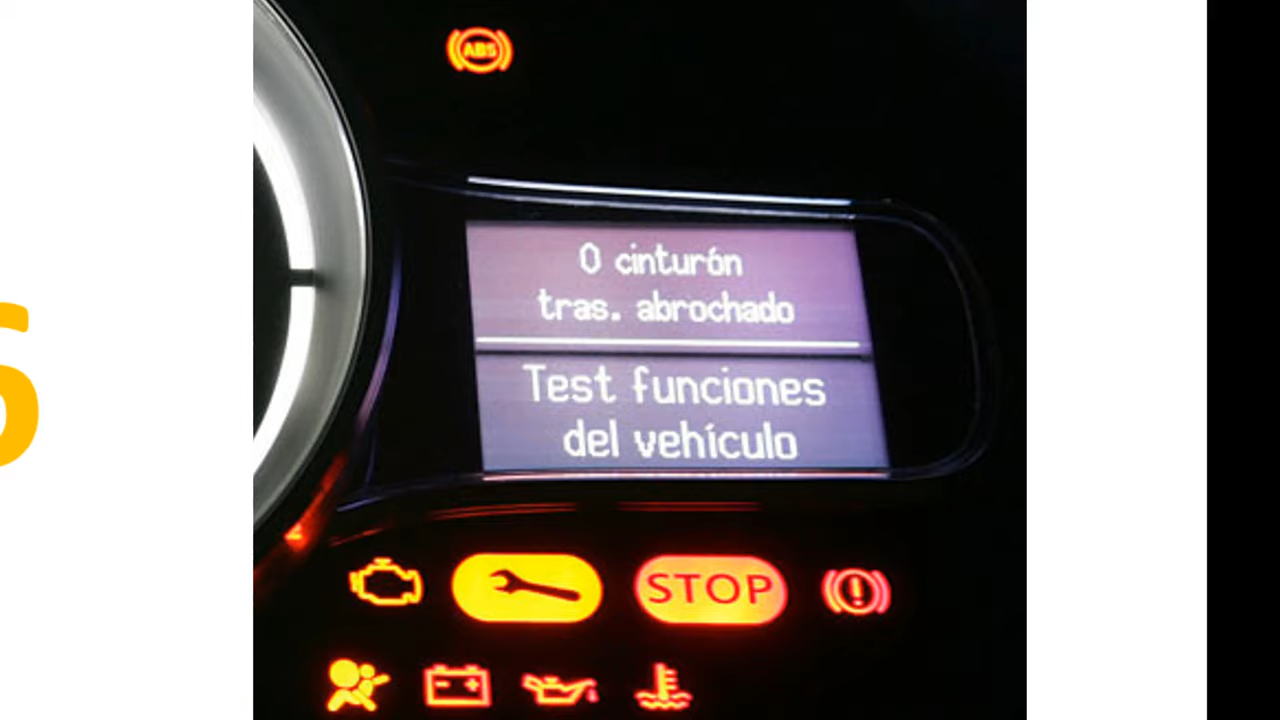 ABS
0 cinturón
tras. abrochado
Test funciones
del vehículo
STOP